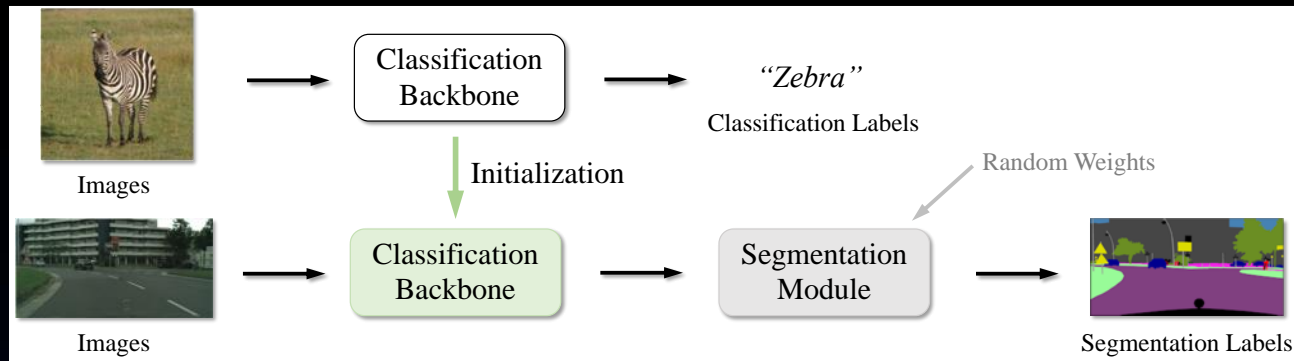 Classification
Backbone
“Zebra”
Classification Labels
Images
Initialization
Random Weights
Classification
Backbone
Segmentation
Module
Images
Segmentation Labels